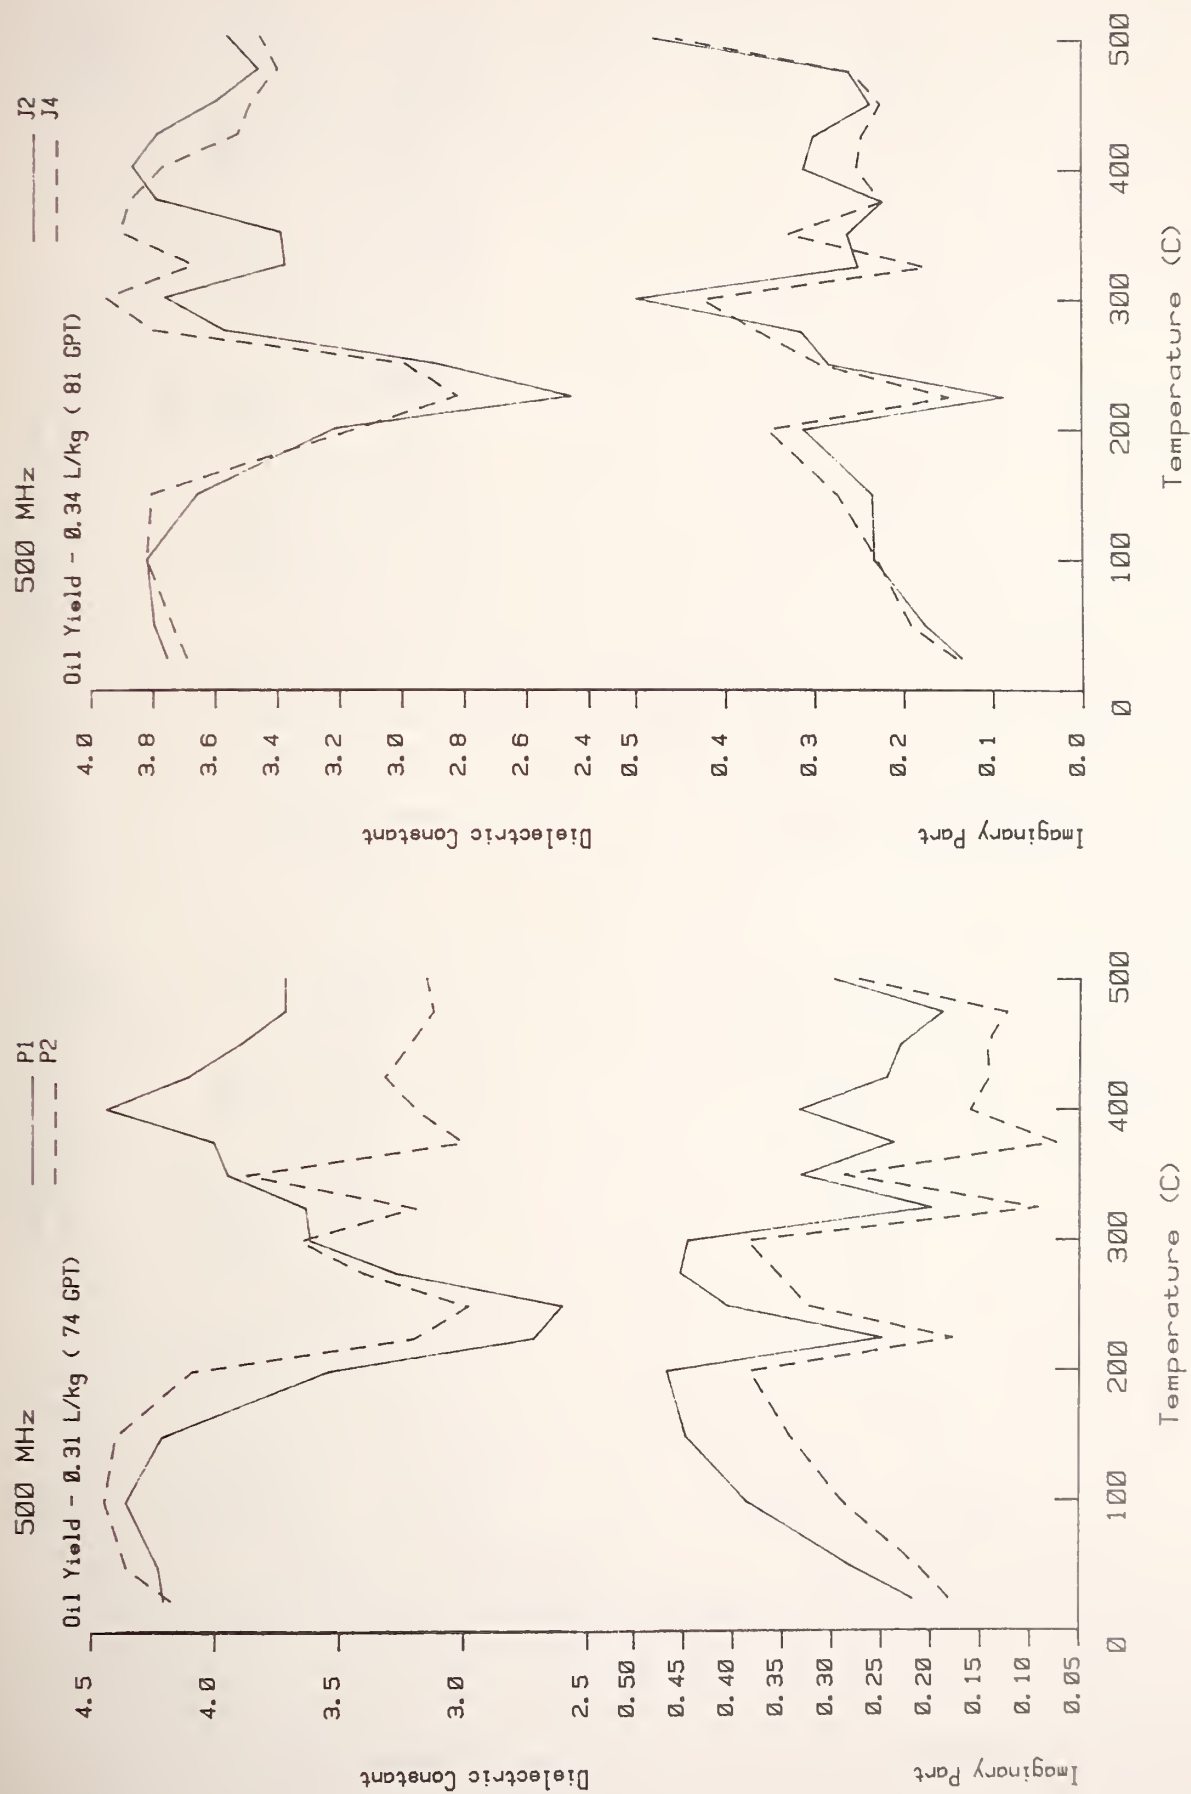 500 MHz
P1
P2
Oil Yield - 0.31 L/kg ( 74 GPT)
4.5
4.0
3.5
3.0
2.5
Dielectric Constant
0.50
0.45
0.40
0.35
0.30
0.25
0.20
0.15
0.10
0.05
Imaginary Part
0 100 200 300 400 500
Temperature (C)
500 MHz
J2
J4
Oil Yield - 0.34 L/kg ( 81 GPT)
4.0
3.8
3.6
3.4
3.2
3.0
2.8
2.6
2.4
Dielectric Constant
0.5
0.4
0.3
0.2
0.1
0.0
Imaginary Part
0 100 200 300 400 500
Temperature (C)